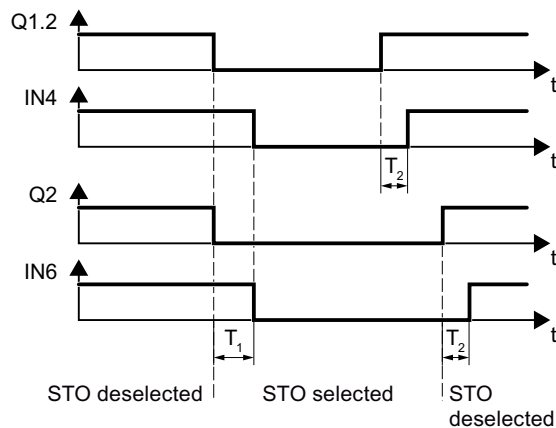 Q1.2
t
IN4
t
T2
Q2
t
IN6
t
T1
T2
STO deselected
STO selected
STO
deselected